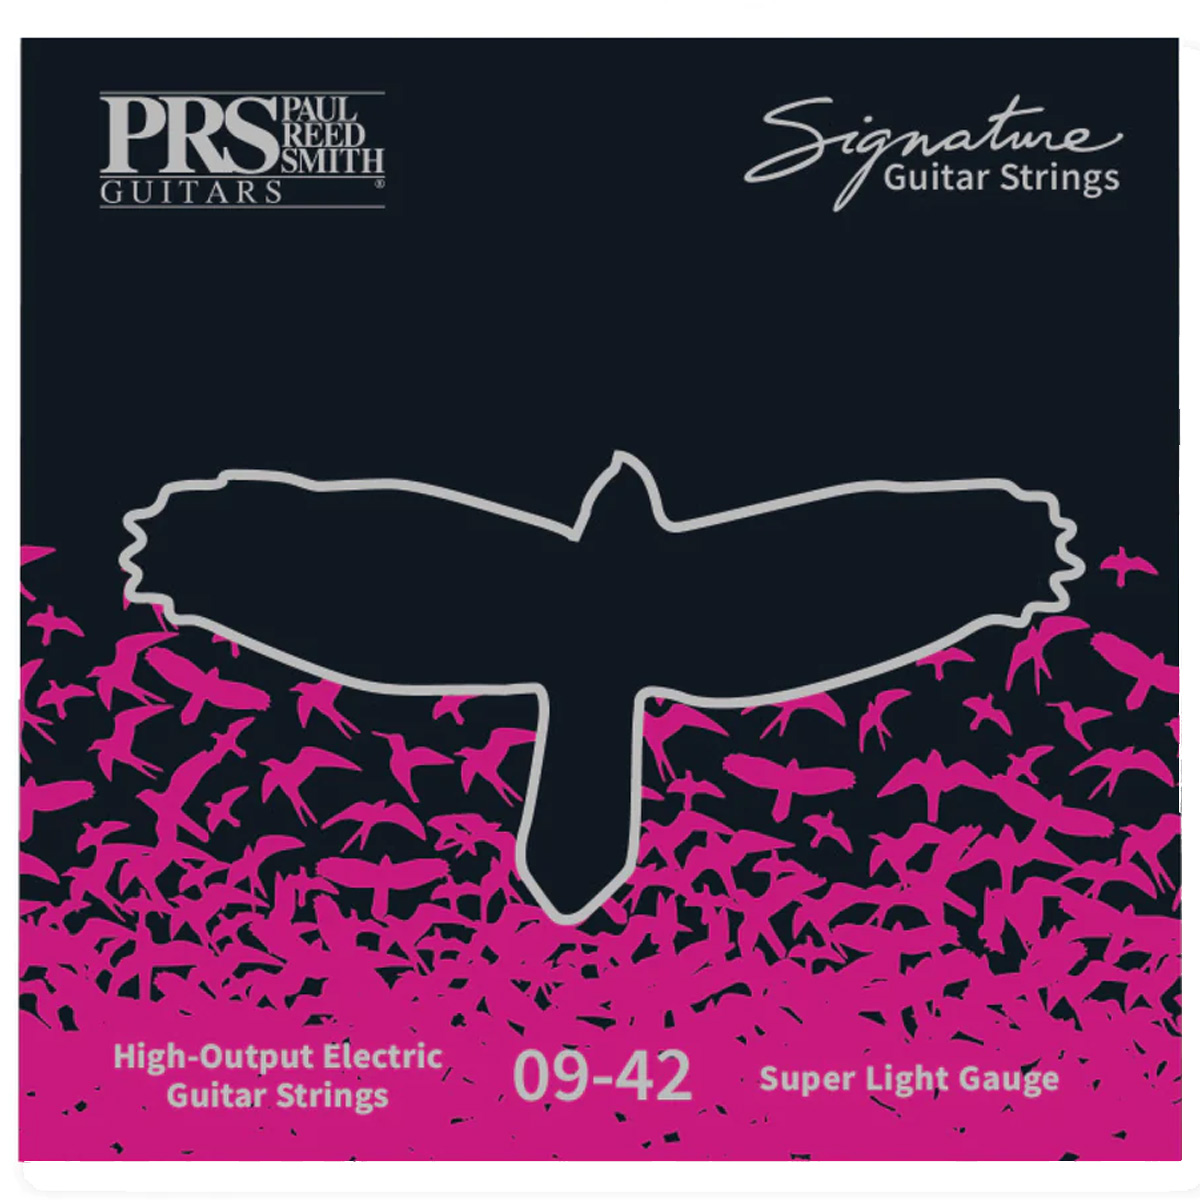 PRS PAUL
REED
SMITH
GUITARS ®
Signature
Guitar Strings
High-Output Electric
Guitar Strings
09-42
Super Light Gauge